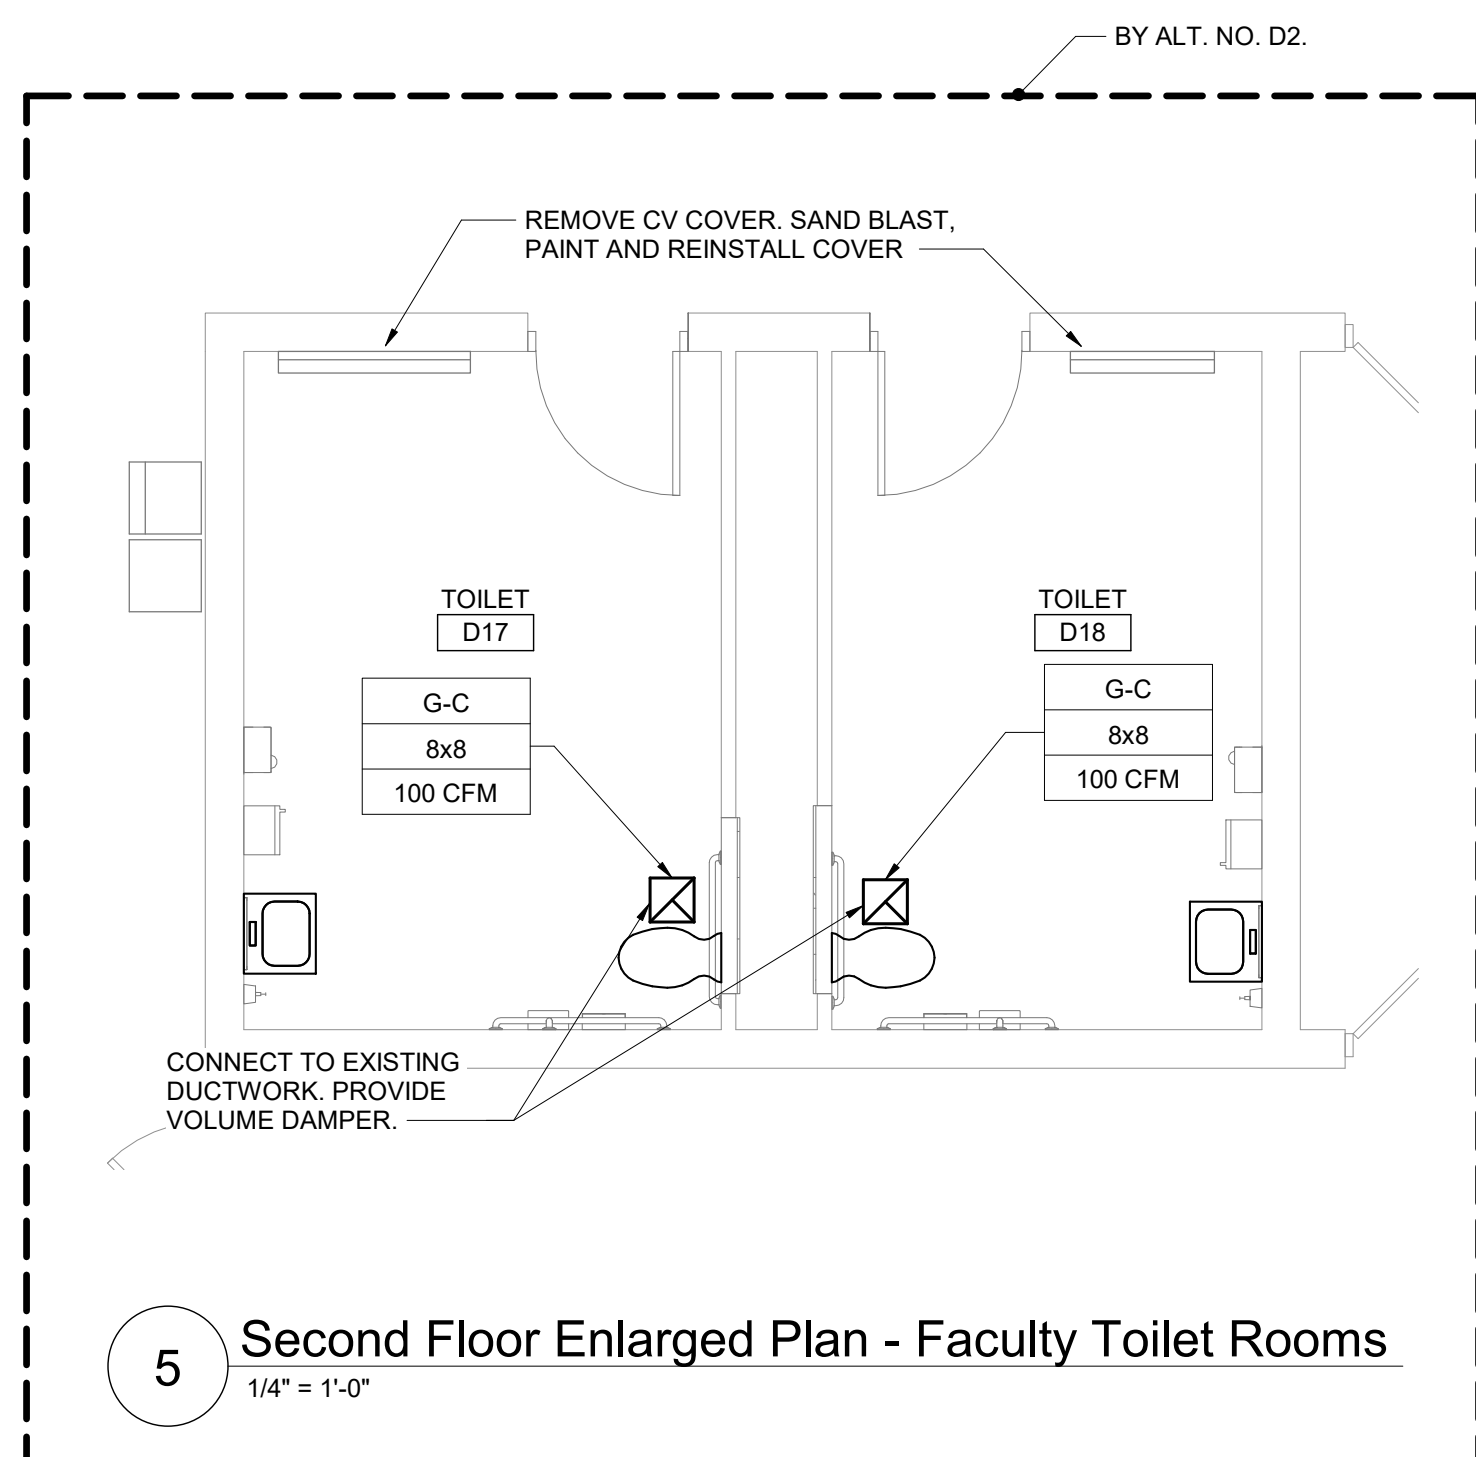 BY ALT. NO. D2.
REMOVE CV COVER. SAND BLAST,
PAINT AND REINSTALL COVER
TOILET
D17
G-C
8x8
100 CFM
TOILET
D18
G-C
8x8
100 CFM
CONNECT TO EXISTING
DUCTWORK. PROVIDE
VOLUME DAMPER.
5
Second Floor Enlarged Plan - Faculty Toilet Rooms
1/4" = 1'-0"